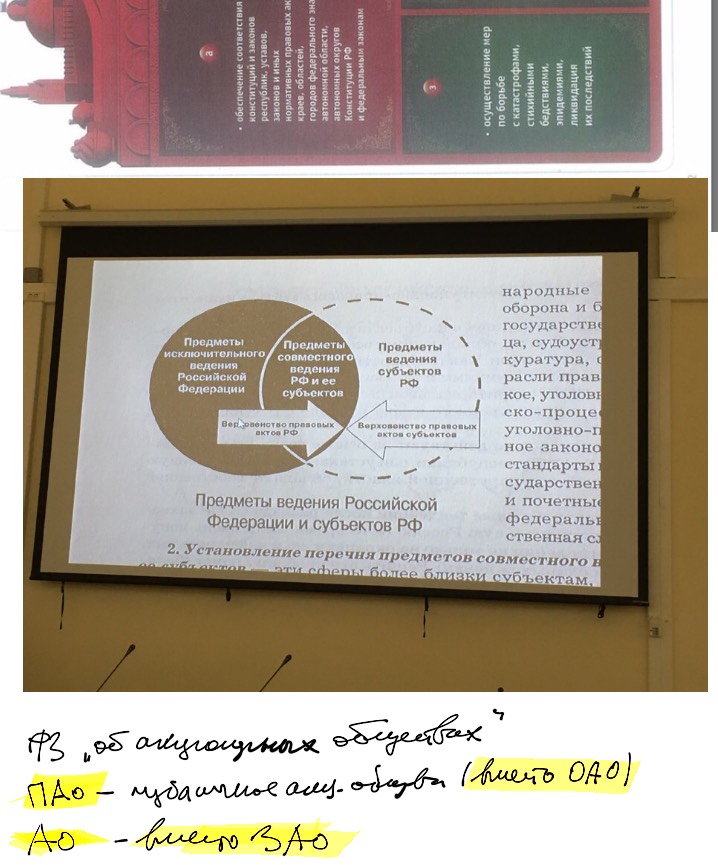 а
• обеспечение соответствия
конституций и законов
республик, уставов,
законов и иных
нормативных правовых ак
краев, областей,
городов федерального зна
автономной области,
автономных округов
Конституции РФ
и федеральным законам
з
• осуществление мер
по борьбе
с катастрофами,
стихийными
бедствиями,
эпидемиями,
ликвидация
их последствий
Предметы
исключительного
ведения
Российской
Федерации
Предметы
совместного
ведения
РФ и ее
субъектов
Предметы
ведения
субъектов
РФ
Верховенство правовых
актов РФ
Верховенство правовых
актов субъектов
Предметы ведения Российской
Федерации и субъектов РФ
народные
оборона и б
государстве
ца, судоуст
куратура, 
расли прав
кое, уголов
ско-процес
уголовно-п
ное законо
стандарты
сударствен
и почетные
федераль
ственная сл
2. Установление перечня предметов совместного в
ее субъектов — эти сферы более близки субъектам,
ФЗ „об акционерных обществах"
ПАО – публичное акц. общество (вместо ОАО)
АО – вместо ЗАО